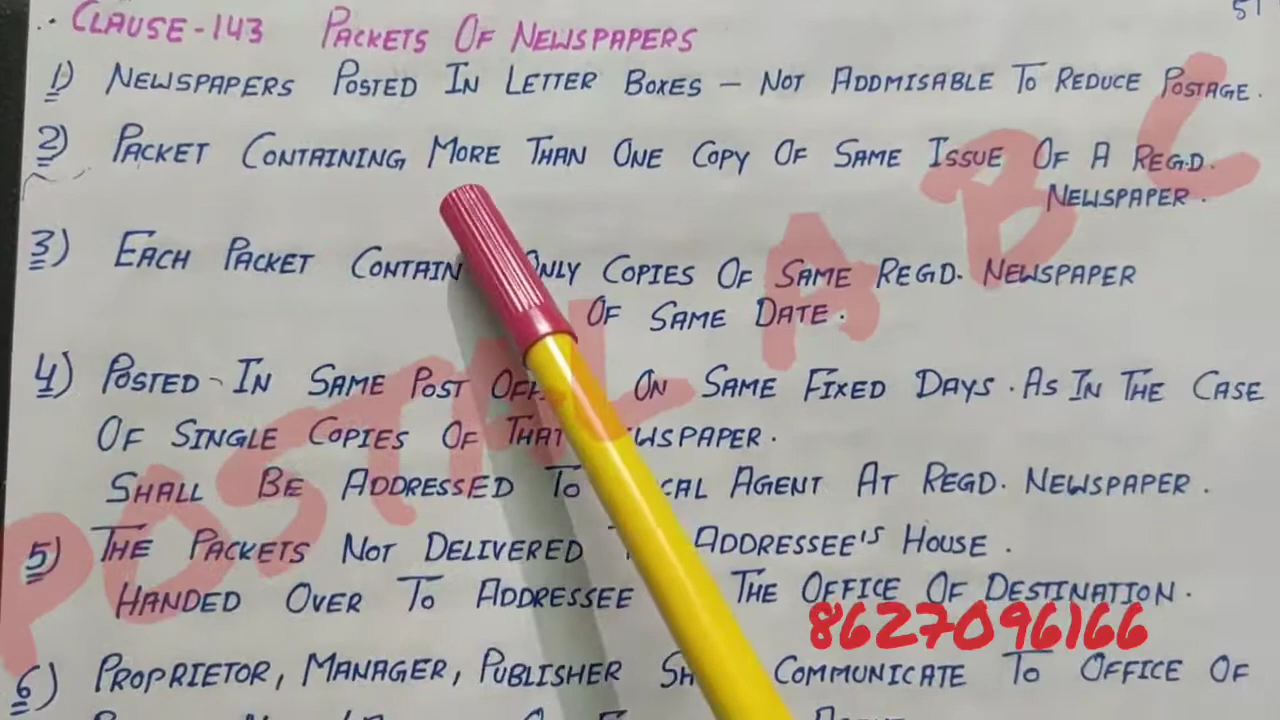 51
CLAUSE-143 PACKETS OF NEWSPAPERS
1) NEWSPAPERS POSTED IN LETTER BOXES - NOT ADDMISABLE TO REDUCE POSTAGE.
2) PACKET CONTAINING MORE THAN ONE COPY OF SAME ISSUE OF A REGD.
NEWSPAPER.
3) EACH PACKET CONTAIN ONLY COPIES OF SAME REGD. NEWSPAPER
OF SAME DATE.
4) POSTED - IN SAME POST ON SAME FIXED DAYS. AS IN THE CASE
OF SINGLE COPIES OF THAT
SHALL BE ADDRESSED TO AGENT AT REGD. NEWSPAPER.
5) THE PACKETS NOT DELIVERED ADDRESSEE'S HOUSE.
HANDED OVER TO ADDRESSEE THE OFFICE OF DESTINATION.
8627096166
6) PROPRIETOR, MANAGER, PUBLISHER COMMUNICATE TO OFFICE OF
POSTAL ABC